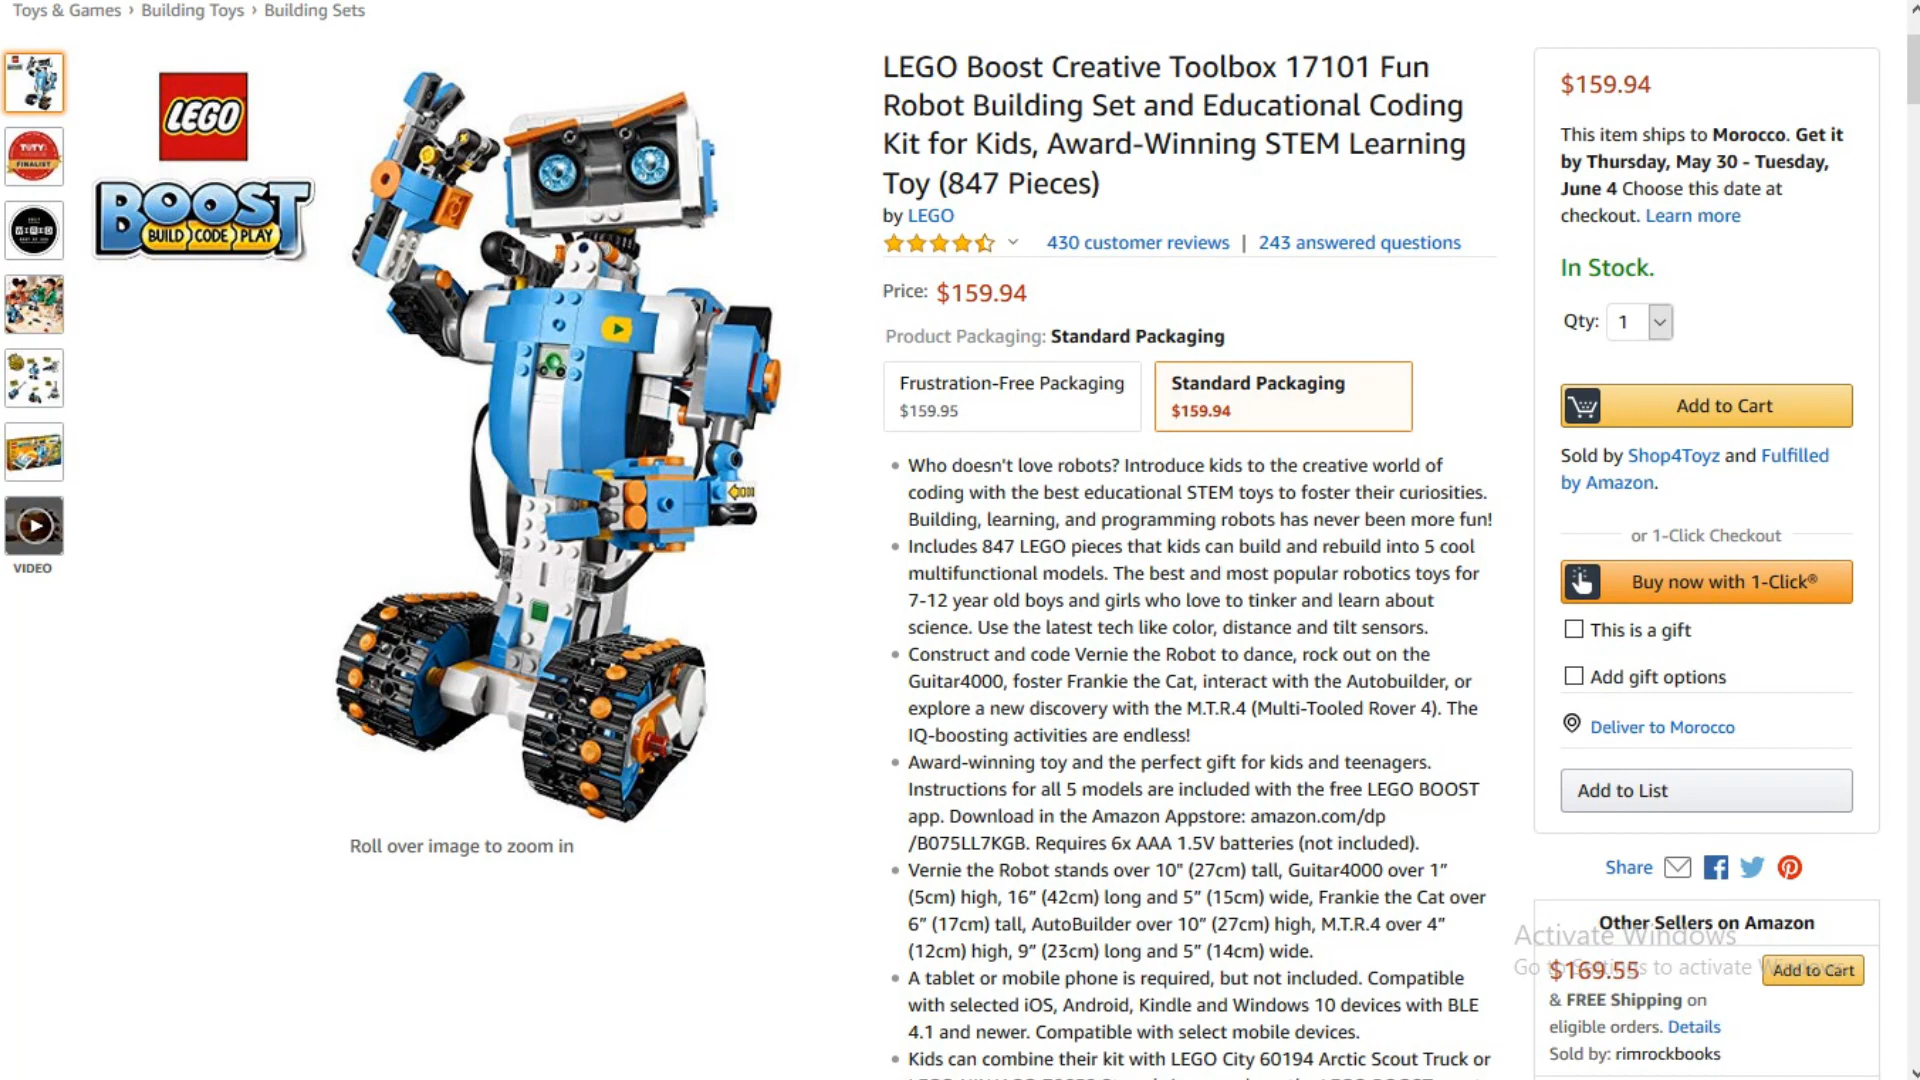 Toys & Games › Building Toys › Building Sets
LEGO
BOOST
BUILD CODE PLAY
TOTY
FINALIST
WIRED
VIDEO
Roll over image to zoom in
LEGO Boost Creative Toolbox 17101 Fun
Robot Building Set and Educational Coding
Kit for Kids, Award-Winning STEM Learning
Toy (847 Pieces)
by LEGO
430 customer reviews | 243 answered questions
Price: $159.94
Product Packaging: Standard Packaging
Frustration-Free Packaging
$159.95
Standard Packaging
$159.94
Who doesn't love robots? Introduce kids to the creative world of
coding with the best educational STEM toys to foster their curiosities.
Building, learning, and programming robots has never been more fun!
Includes 847 LEGO pieces that kids can build and rebuild into 5 cool
multifunctional models. The best and most popular robotics toys for
7-12 year old boys and girls who love to tinker and learn about
science. Use the latest tech like color, distance and tilt sensors.
Construct and code Vernie the Robot to dance, rock out on the
Guitar4000, foster Frankie the Cat, interact with the Autobuilder, or
explore a new discovery with the M.T.R.4 (Multi-Tooled Rover 4). The
IQ-boosting activities are endless!
Award-winning toy and the perfect gift for kids and teenagers.
Instructions for all 5 models are included with the free LEGO BOOST
app. Download in the Amazon Appstore: amazon.com/dp
/B075LL7KGB. Requires 6x AAA 1.5V batteries (not included).
Vernie the Robot stands over 10" (27cm) tall, Guitar4000 over 1”
(5cm) high, 16” (42cm) long and 5” (15cm) wide, Frankie the Cat over
6” (17cm) tall, AutoBuilder over 10” (27cm) high, M.T.R.4 over 4”
(12cm) high, 9” (23cm) long and 5” (14cm) wide.
A tablet or mobile phone is required, but not included. Compatible
with selected iOS, Android, Kindle and Windows 10 devices with BLE
4.1 and newer. Compatible with select mobile devices.
Kids can combine their kit with LEGO City 60194 Arctic Scout Truck or
$159.94
This item ships to Morocco. Get it
by Thursday, May 30 - Tuesday,
June 4 Choose this date at
checkout. Learn more
In Stock.
Qty: 1
Add to Cart
Sold by Shop4Toyz and Fulfilled
by Amazon.
or 1-Click Checkout
Buy now with 1-Click®
This is a gift
Add gift options
Deliver to Morocco
Add to List
Share
Other Sellers on Amazon
Activate Windows
Go to Settings to activate Windows.
$169.55
Add to Cart
& FREE Shipping on
eligible orders. Details
Sold by: rimrockbooks